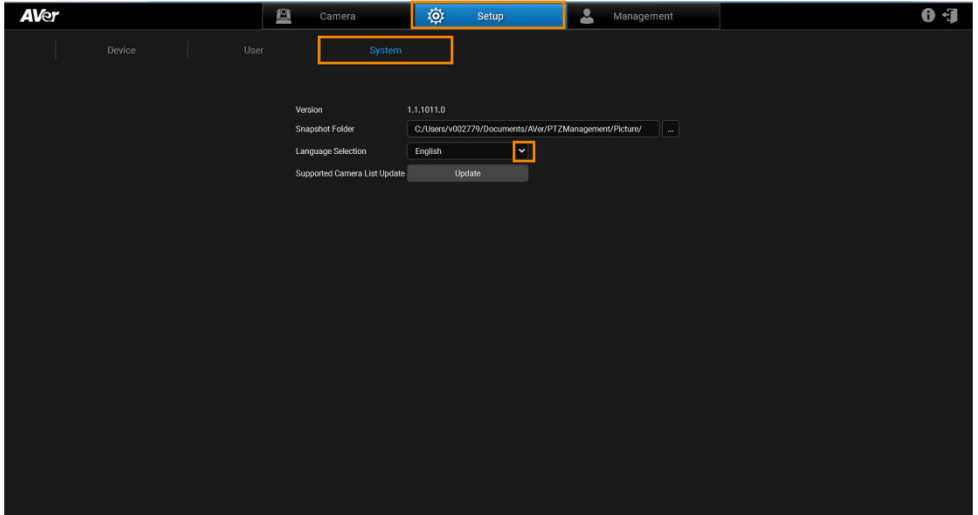 AVer Camera Setup Management
Device User System
Version 1.1.1011.0
Snapshot Folder C:/Users/v002779/Documents/AVer/PTZManagement/Picture/ ...
Language Selection English
Supported Camera List Update Update